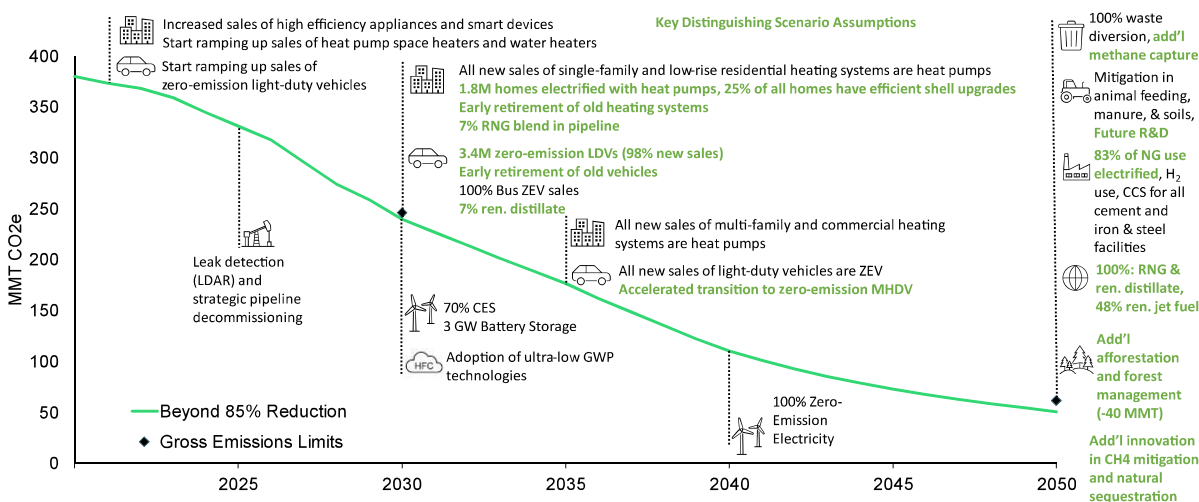 Key Distinguishing Scenario Assumptions
Increased sales of high efficiency appliances and smart devices
Start ramping up sales of heat pump space heaters and water heaters
Start ramping up sales of
zero-emission light-duty vehicles
All new sales of single-family and low-rise residential heating systems are heat pumps
1.8M homes electrified with heat pumps, 25% of all homes have efficient shell upgrades
Early retirement of old heating systems
7% RNG blend in pipeline
3.4M zero-emission LDVs (98% new sales)
Early retirement of old vehicles
100% Bus ZEV sales
7% ren. distillate
All new sales of multi-family and commercial heating
systems are heat pumps
All new sales of light-duty vehicles are ZEV
Accelerated transition to zero-emission MHDV
Leak detection
(LDAR) and
strategic pipeline
decommissioning
70% CES
3 GW Battery Storage
HFC
Adoption of ultra-low GWP
technologies
100% Zero-
Emission
Electricity
100% waste
diversion, add'l
methane capture
Mitigation in
animal feeding,
manure, & soils,
Future R&D
83% of NG use
electrified, H2
use, CCS for all
cement and
iron & steel
facilities
100%: RNG &
ren. distillate,
48% ren. jet fuel
Add'l
afforestation
and forest
management
(-40 MMT)
Add'l innovation
in CH4 mitigation
and natural
sequestration
MMT CO2e
400
350
300
250
200
150
100
50
0
Beyond 85% Reduction
Gross Emissions Limits
2025
2030
2035
2040
2045
2050